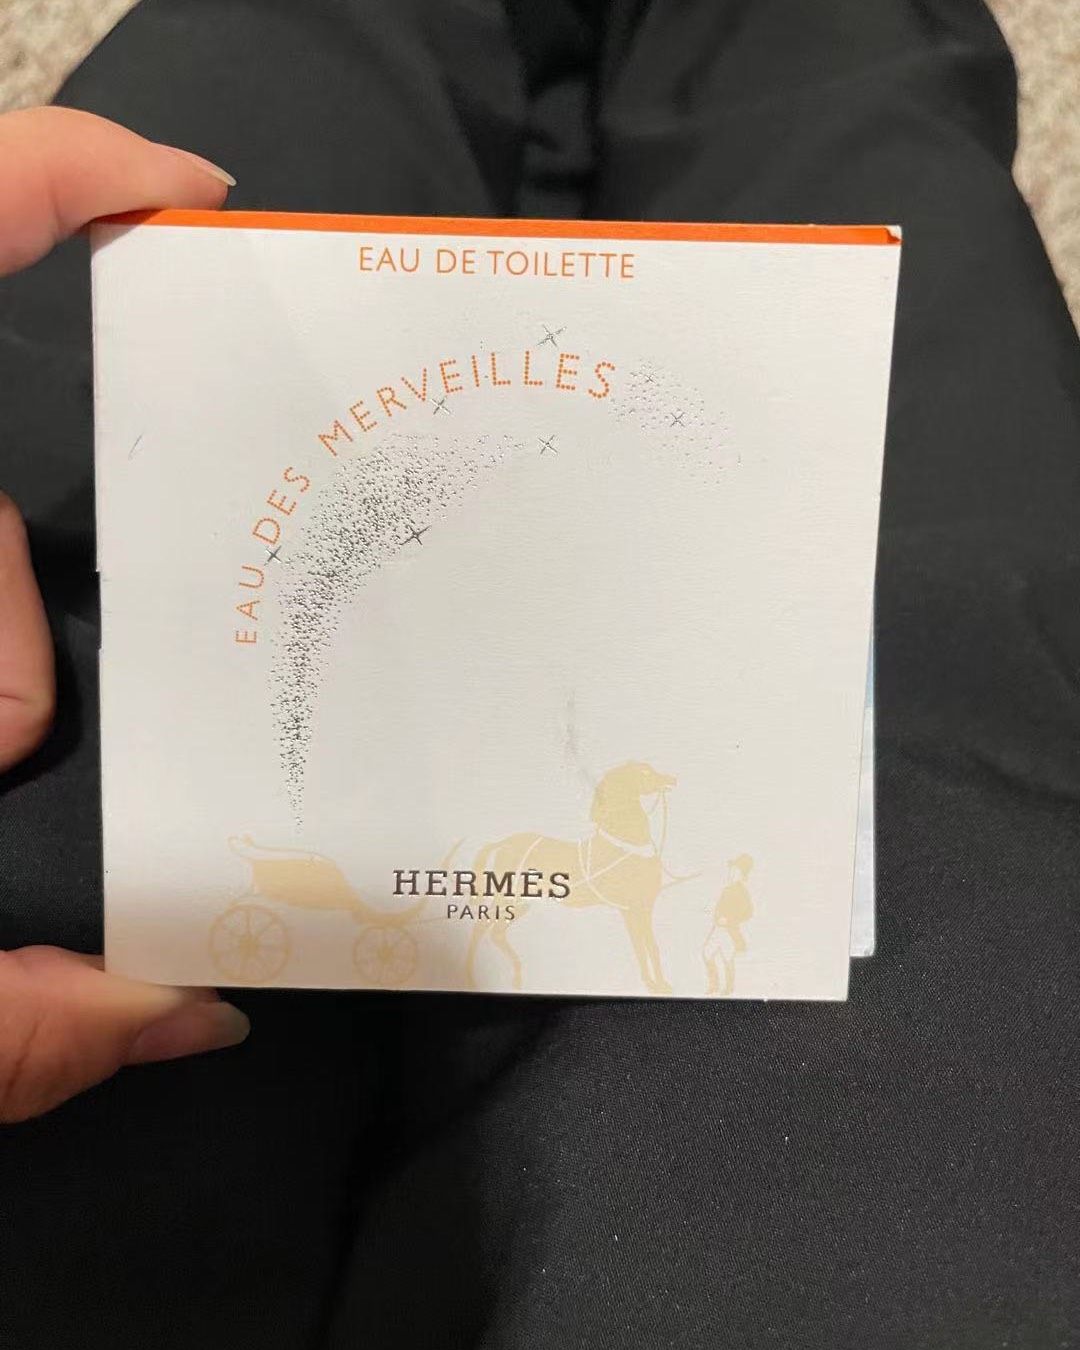 EAU DE TOILETTE
EAU DES MERVEILLES
HERMÈS
PARIS